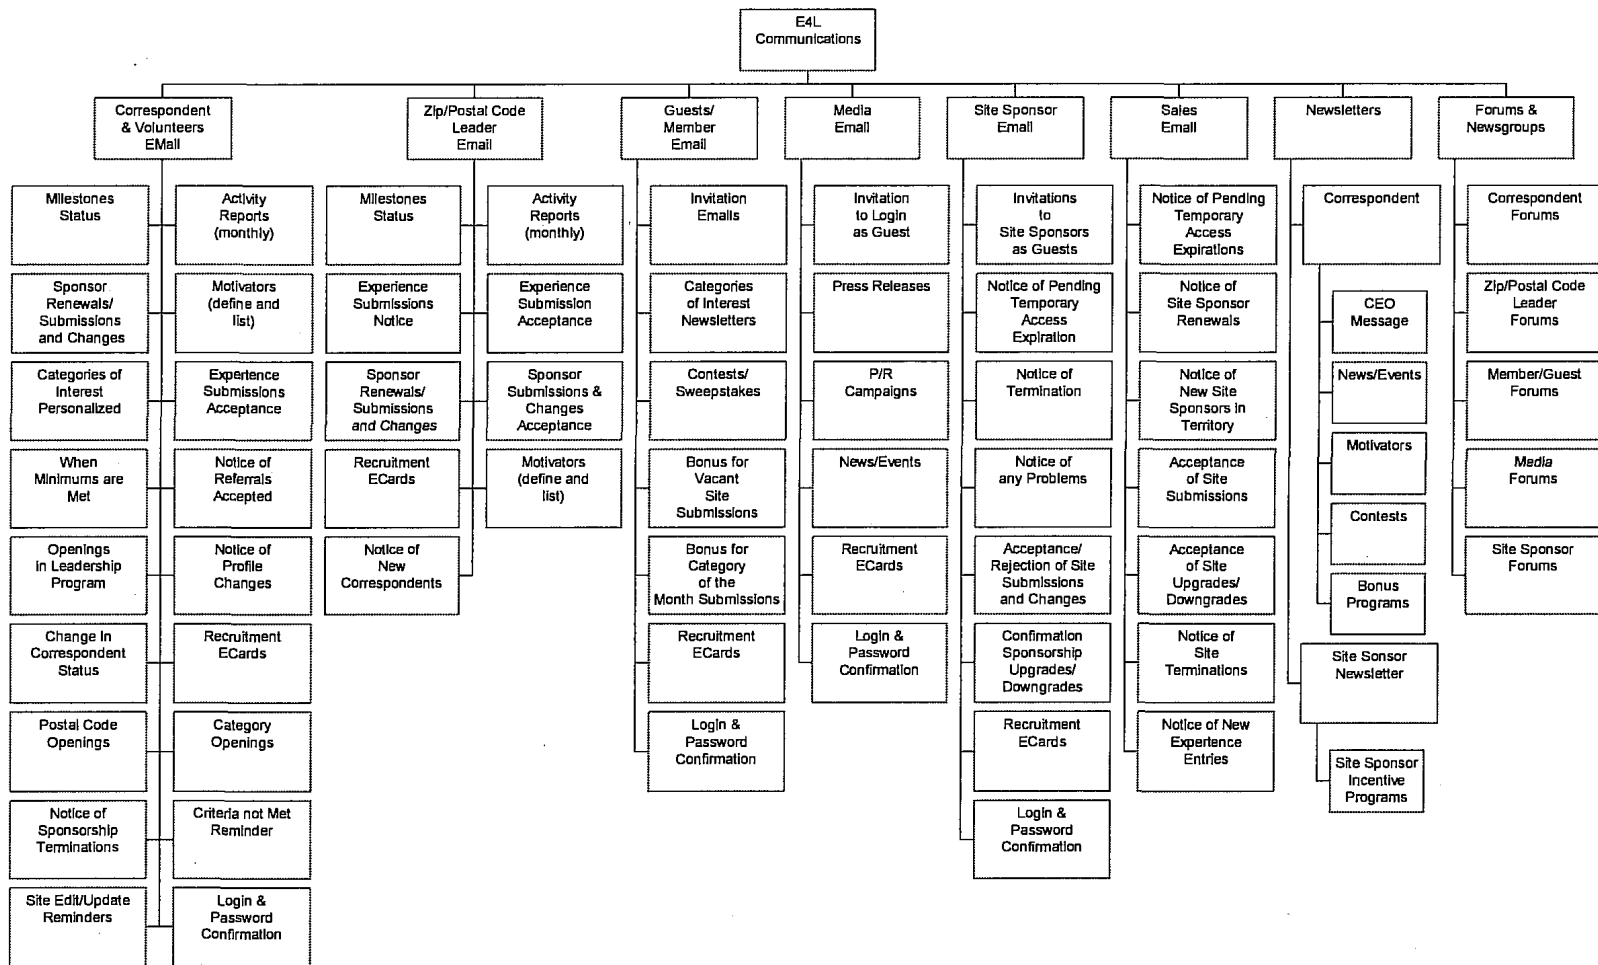 E4L
Communications
Correspondent
& Volunteers
EMail
Zip/Postal Code
Leader
Email
Guests/
Member
Email
Media
Email
Site Sponsor
Email
Sales
Email
Newsletters
Forums &
Newsgroups
Milestones
Status
Activity
Reports
(monthly)
Sponsor
Renewals/
Submissions
and Changes
Motivators
(define and
list)
Categories of
Interest
Personalized
Experience
Submissions
Acceptance
When
Minimums are
Met
Notice of
Referrals
Accepted
Openings
in Leadership
Program
Notice of
Profile
Changes
Change in
Correspondent
Status
Recruitment
ECards
Postal Code
Openings
Category
Openings
Notice of
Sponsorship
Terminations
Criteria not Met
Reminder
Site Edit/Update
Reminders
Login &
Password
Confirmation
Milestones
Status
Activity
Reports
(monthly)
Experience
Submissions
Notice
Experience
Submission
Acceptance
Sponsor
Renewals/
Submissions
and Changes
Sponsor
Submissions &
Changes
Acceptance
Recruitment
ECards
Motivators
(define and
list)
Notice of
New
Correspondents
Invitation
Emails
Categories
of Interest
Newsletters
Contests/
Sweepstakes
Bonus for
Vacant
Site
Submissions
Bonus for
Category
of the
Month Submissions
Recruitment
ECards
Login &
Password
Confirmation
Invitation
to Login
as Guest
Press Releases
P/R
Campaigns
News/Events
Recruitment
ECards
Login &
Password
Confirmation
Invitations
to
Site Sponsors
as Guests
Notice of Pending
Temporary
Access
Expiration
Notice of
Termination
Notice of
any Problems
Acceptance/
Rejection of Site
Submissions
and Changes
Confirmation
Sponsorship
Upgrades/
Downgrades
Recruitment
ECards
Login &
Password
Confirmation
Notice of Pending
Temporary
Access
Expirations
Notice of
Site Sponsor
Renewals
Notice of
New Site
Sponsors in
Territory
Acceptance
of Site
Submissions
Acceptance
of Site
Upgrades/
Downgrades
Notice of
Site
Terminations
Notice of New
Experience
Entries
Correspondent
CEO
Message
News/Events
Motivators
Contests
Bonus
Programs
Site Sonsor
Newsletter
Site Sponsor
Incentive
Programs
Correspondent
Forums
Zip/Postal Code
Leader
Forums
Member/Guest
Forums
Media
Forums
Site Sponsor
Forums